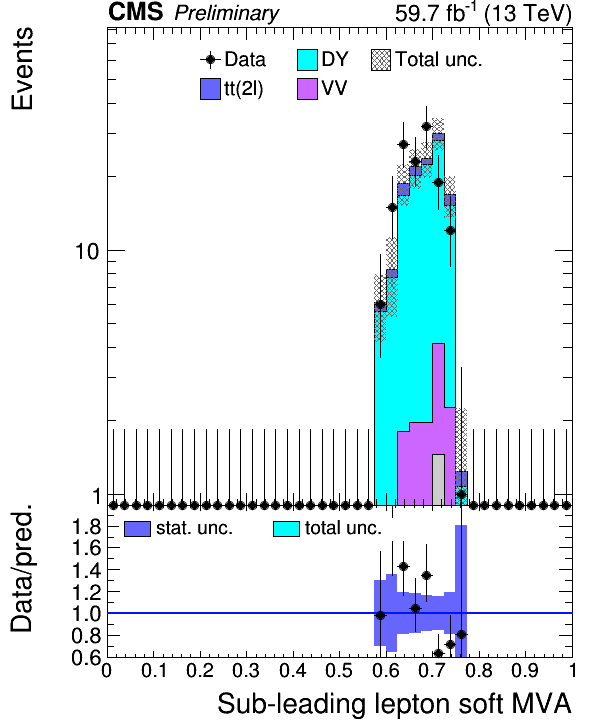 CMS Preliminary 59.7 fb-1 (13 TeV)
Events
Data DY Total unc.
tt(2l) VV
10
1
Data/pred.
stat. unc. total unc.
1.8
1.6
1.4
1.2
1.0
0.8
0.6
0 0.1 0.2 0.3 0.4 0.5 0.6 0.7 0.8 0.9 1
Sub-leading lepton soft MVA